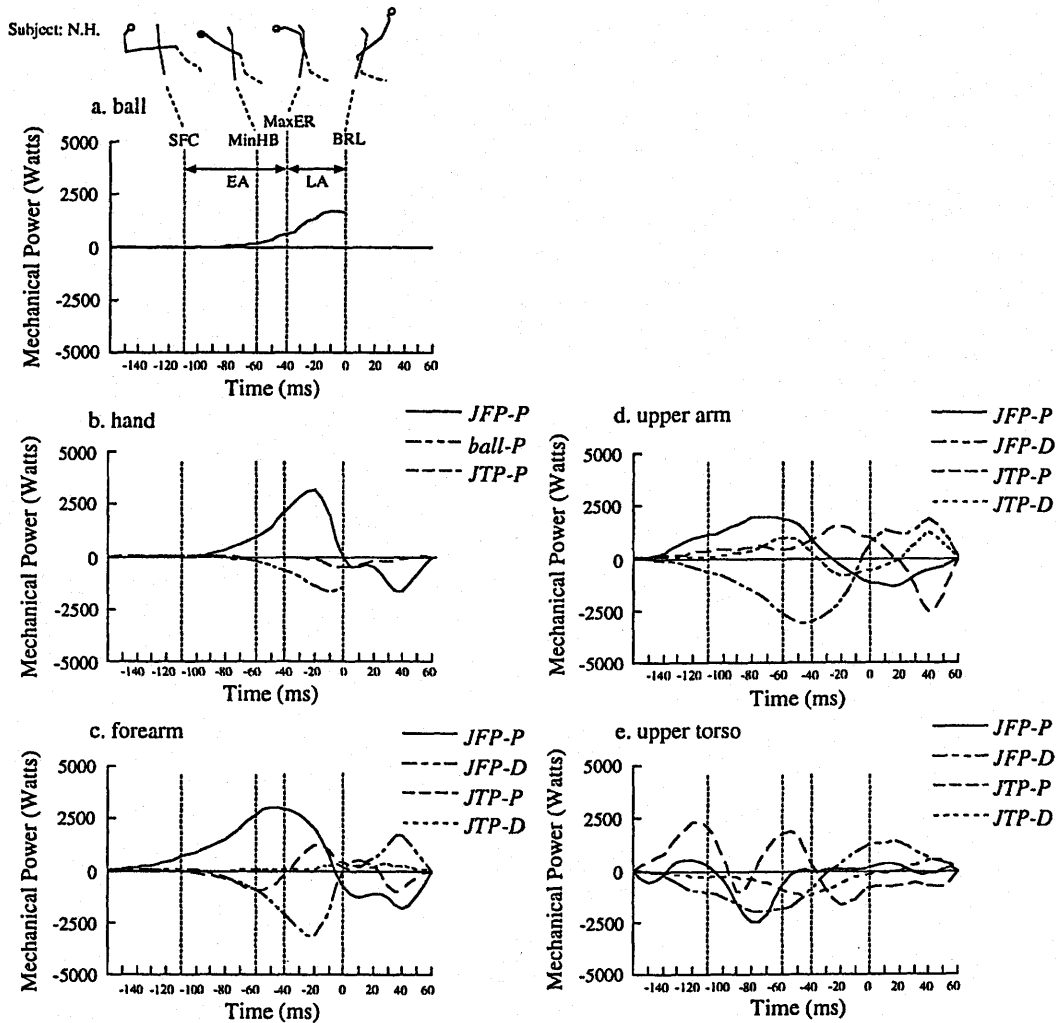 Subject: N.H.
a. ball
SFC MinHB MaxER BRL
EA LA
Mechanical Power (Watts)
5000
2500
0
-2500
-5000
-140 -120 -100 -80 -60 -40 -20 0 20 40 60
Time (ms)
b. hand
JFP-P
ball-P
JTP-P
Mechanical Power (Watts)
5000
2500
0
-2500
-5000
-140 -120 -100 -80 -60 -40 -20 0 20 40 60
Time (ms)
d. upper arm
JFP-P
JFP-D
JTP-P
JTP-D
Mechanical Power (Watts)
5000
2500
0
-2500
-5000
-140 -120 -100 -80 -60 -40 -20 0 20 40 60
Time (ms)
c. forearm
JFP-P
JFP-D
JTP-P
JTP-D
Mechanical Power (Watts)
5000
2500
0
-2500
-5000
-140 -120 -100 -80 -60 -40 -20 0 20 40 60
Time (ms)
e. upper torso
JFP-P
JFP-D
JTP-P
JTP-D
Mechanical Power (Watts)
5000
2500
0
-2500
-5000
-140 -120 -100 -80 -60 -40 -20 0 20 40 60
Time (ms)